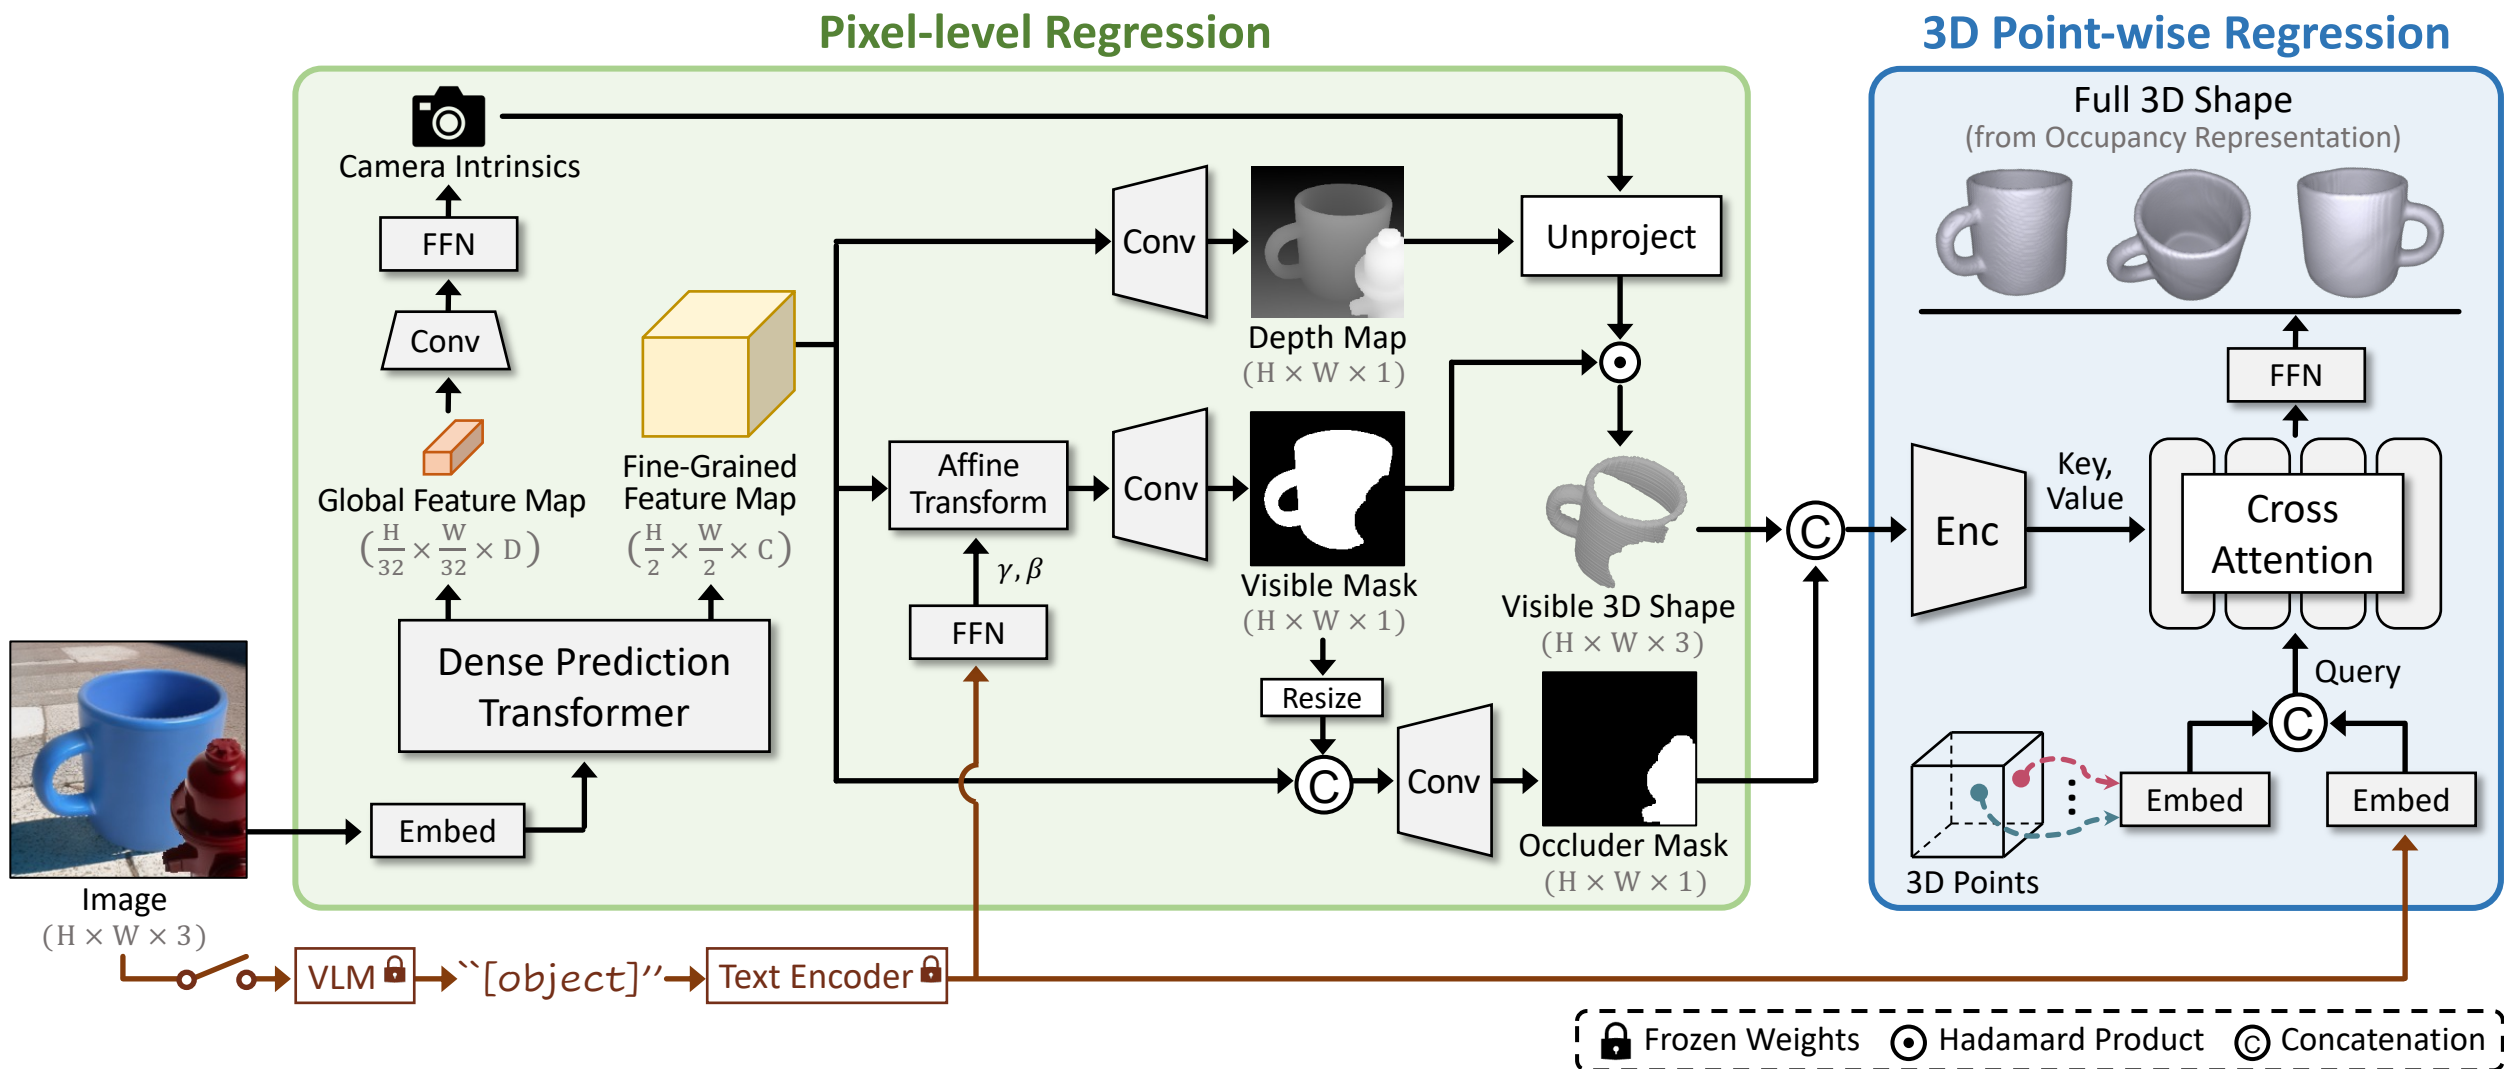 Pixel-level Regression
3D Point-wise Regression
Camera Intrinsics
FFN
Conv
Global Feature Map
(H/32 × W/32 × D)
Fine-Grained
Feature Map
(H/2 × W/2 × C)
Dense Prediction
Transformer
Embed
Image
(H × W × 3)
Conv
Depth Map
(H × W × 1)
Unproject
Affine
Transform
γ, β
FFN
Conv
Visible Mask
(H × W × 1)
Resize
C
Conv
Visible 3D Shape
(H × W × 3)
Occluder Mask
(H × W × 1)
C
VLM
``[object]”
Text Encoder
Full 3D Shape
(from Occupancy Representation)
FFN
Enc
Key,
Value
Cross
Attention
Query
C
Embed
Embed
3D Points
Frozen Weights
Hadamard Product
C Concatenation